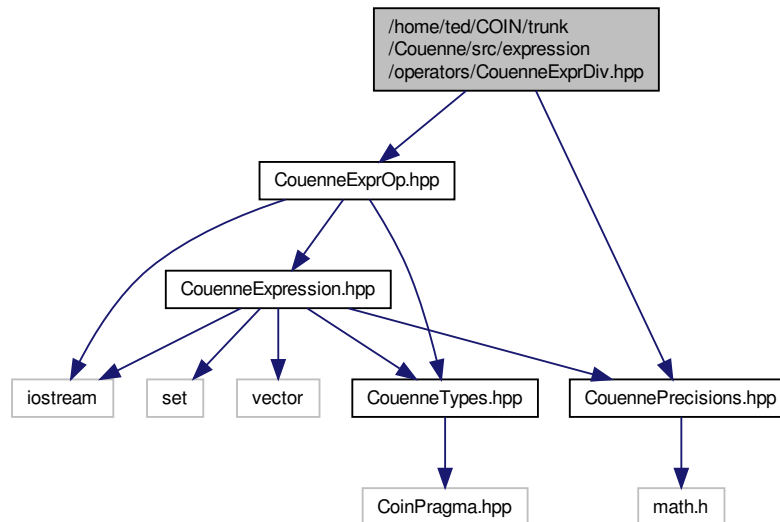 /home/ted/COIN/trunk
/Couenne/src/expression
/operators/CouenneExprDiv.hpp
CouenneExprOp.hpp
CouenneExpression.hpp
iostream
set
vector
CouenneTypes.hpp
CouennePrecisions.hpp
CoinPragma.hpp
math.h